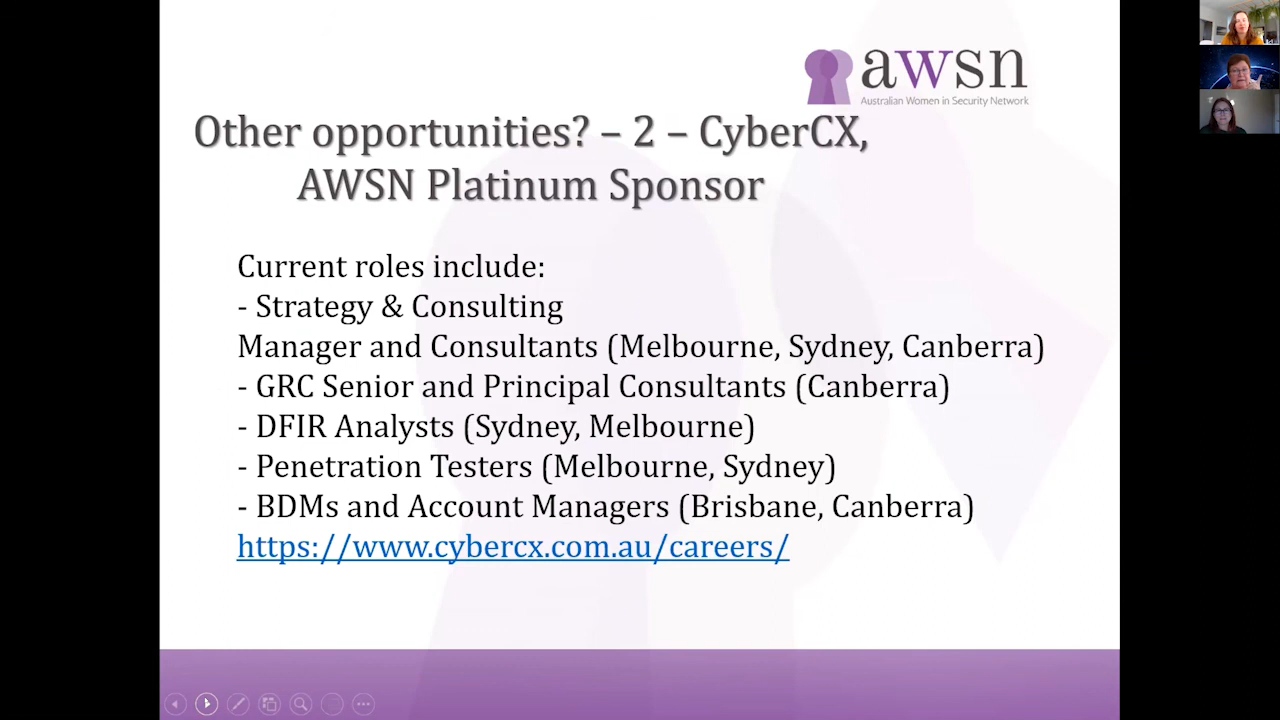 awsn
Australian Women in Security Network
Other opportunities? – 2 – CyberCX,
AWSN Platinum Sponsor
Current roles include:
- Strategy & Consulting
Manager and Consultants (Melbourne, Sydney, Canberra)
- GRC Senior and Principal Consultants (Canberra)
- DFIR Analysts (Sydney, Melbourne)
- Penetration Testers (Melbourne, Sydney)
- BDMs and Account Managers (Brisbane, Canberra)
https://www.cybercx.com.au/careers/